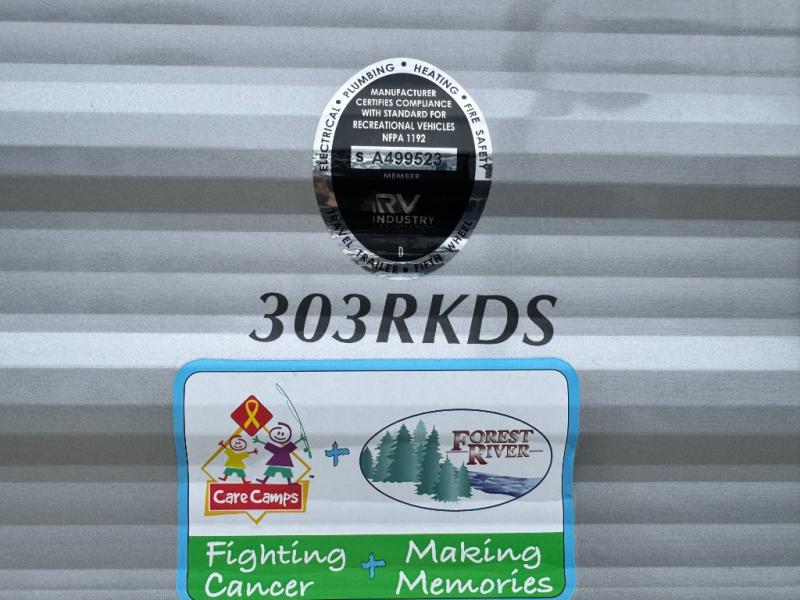 ELECTRICAL • PLUMBING • HEATING • FIRE SAFETY
MANUFACTURER
CERTIFIES COMPLIANCE
WITH STANDARD FOR
RECREATIONAL VEHICLES
NFPA 1192
S A499523
MEMBER
RV
INDUSTRY
ASSOCIATION
D
TRAVEL TRAILER • FIFTH WHEEL
303RKDS
Care Camps
+
FOREST
RIVER
Fighting + Making
Cancer Memories